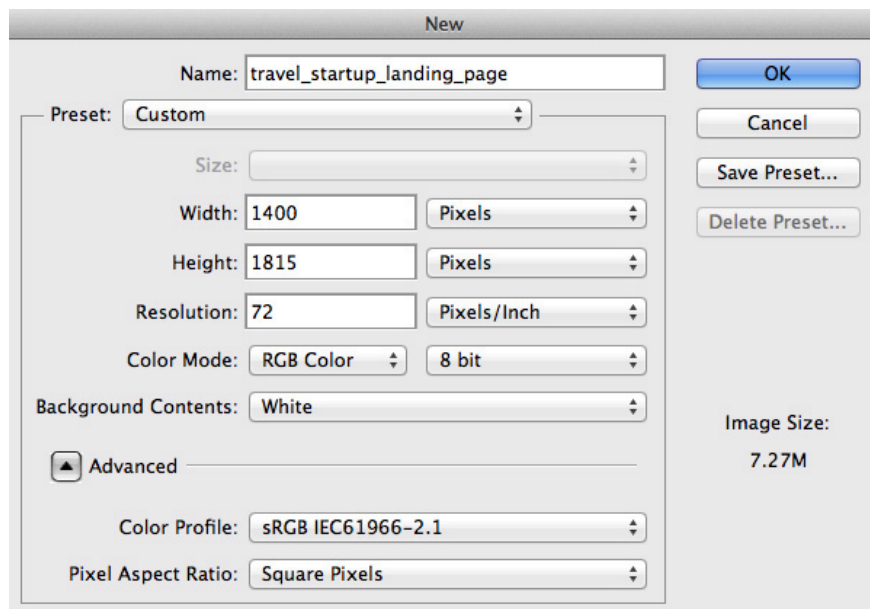 New
Name: travel_startup_landing_page
OK
Preset: Custom
Cancel
Size:
Save Preset...
Width: 1400 Pixels
Delete Preset...
Height: 1815 Pixels
Resolution: 72 Pixels/Inch
Color Mode: RGB Color 8 bit
Background Contents: White
Image Size:
7.27M
Advanced
Color Profile: sRGB IEC61966-2.1
Pixel Aspect Ratio: Square Pixels